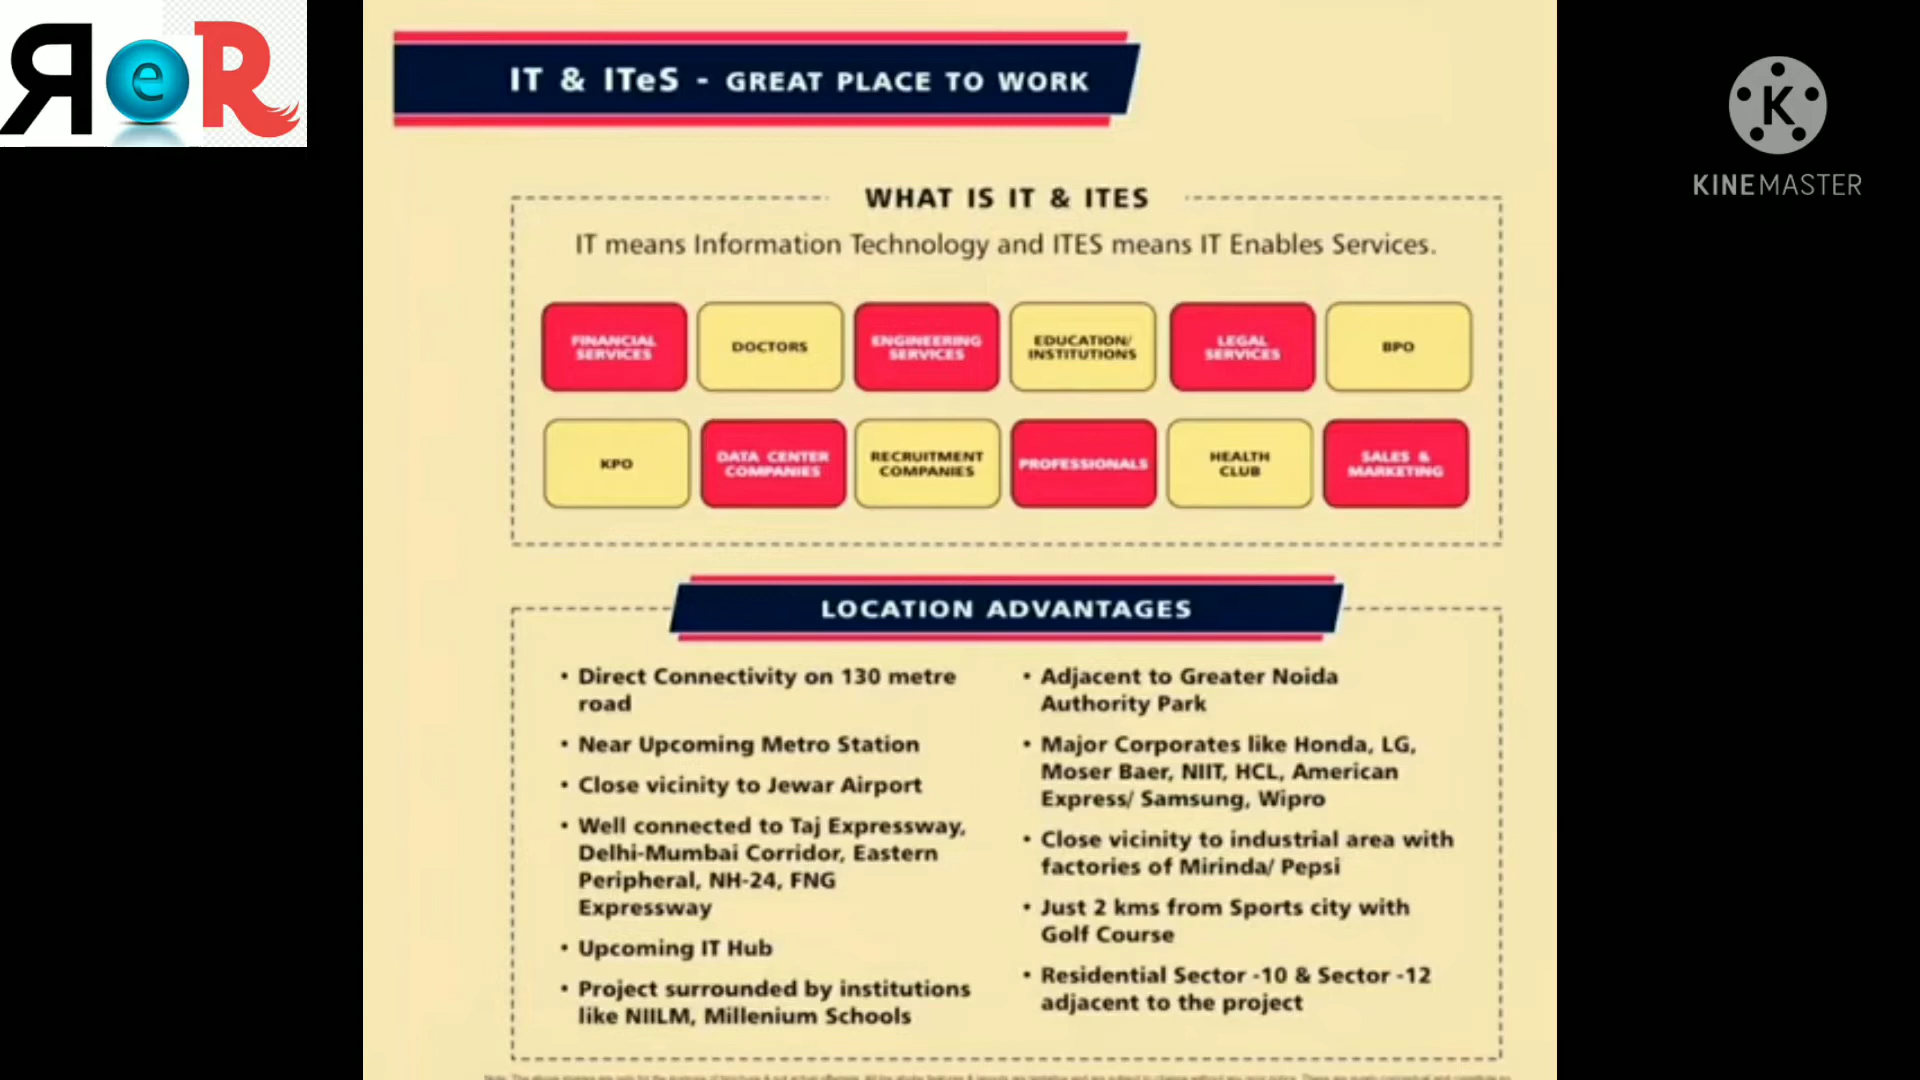 ReR
IT & ITeS - GREAT PLACE TO WORK
K
KINEMASTER
WHAT IS IT & ITES
IT means Information Technology and ITES means IT Enables Services.
FINANCIAL
SERVICES
DOCTORS
ENGINEERING
SERVICES
EDUCATION/
INSTITUTIONS
LEGAL
SERVICES
BPO
KPO
DATA CENTER
COMPANIES
RECRUITMENT
COMPANIES
PROFESSIONALS
HEALTH
CLUB
SALES &
MARKETING
LOCATION ADVANTAGES
• Direct Connectivity on 130 metre
road
• Near Upcoming Metro Station
• Close vicinity to Jewar Airport
• Well connected to Taj Expressway,
Delhi-Mumbai Corridor, Eastern
Peripheral, NH-24, FNG
Expressway
• Upcoming IT Hub
• Project surrounded by institutions
like NIILM, Millenium Schools
• Adjacent to Greater Noida
Authority Park
• Major Corporates like Honda, LG,
Moser Baer, NIIT, HCL, American
Express/ Samsung, Wipro
• Close vicinity to industrial area with
factories of Mirinda/ Pepsi
• Just 2 kms from Sports city with
Golf Course
• Residential Sector -10 & Sector -12
adjacent to the project